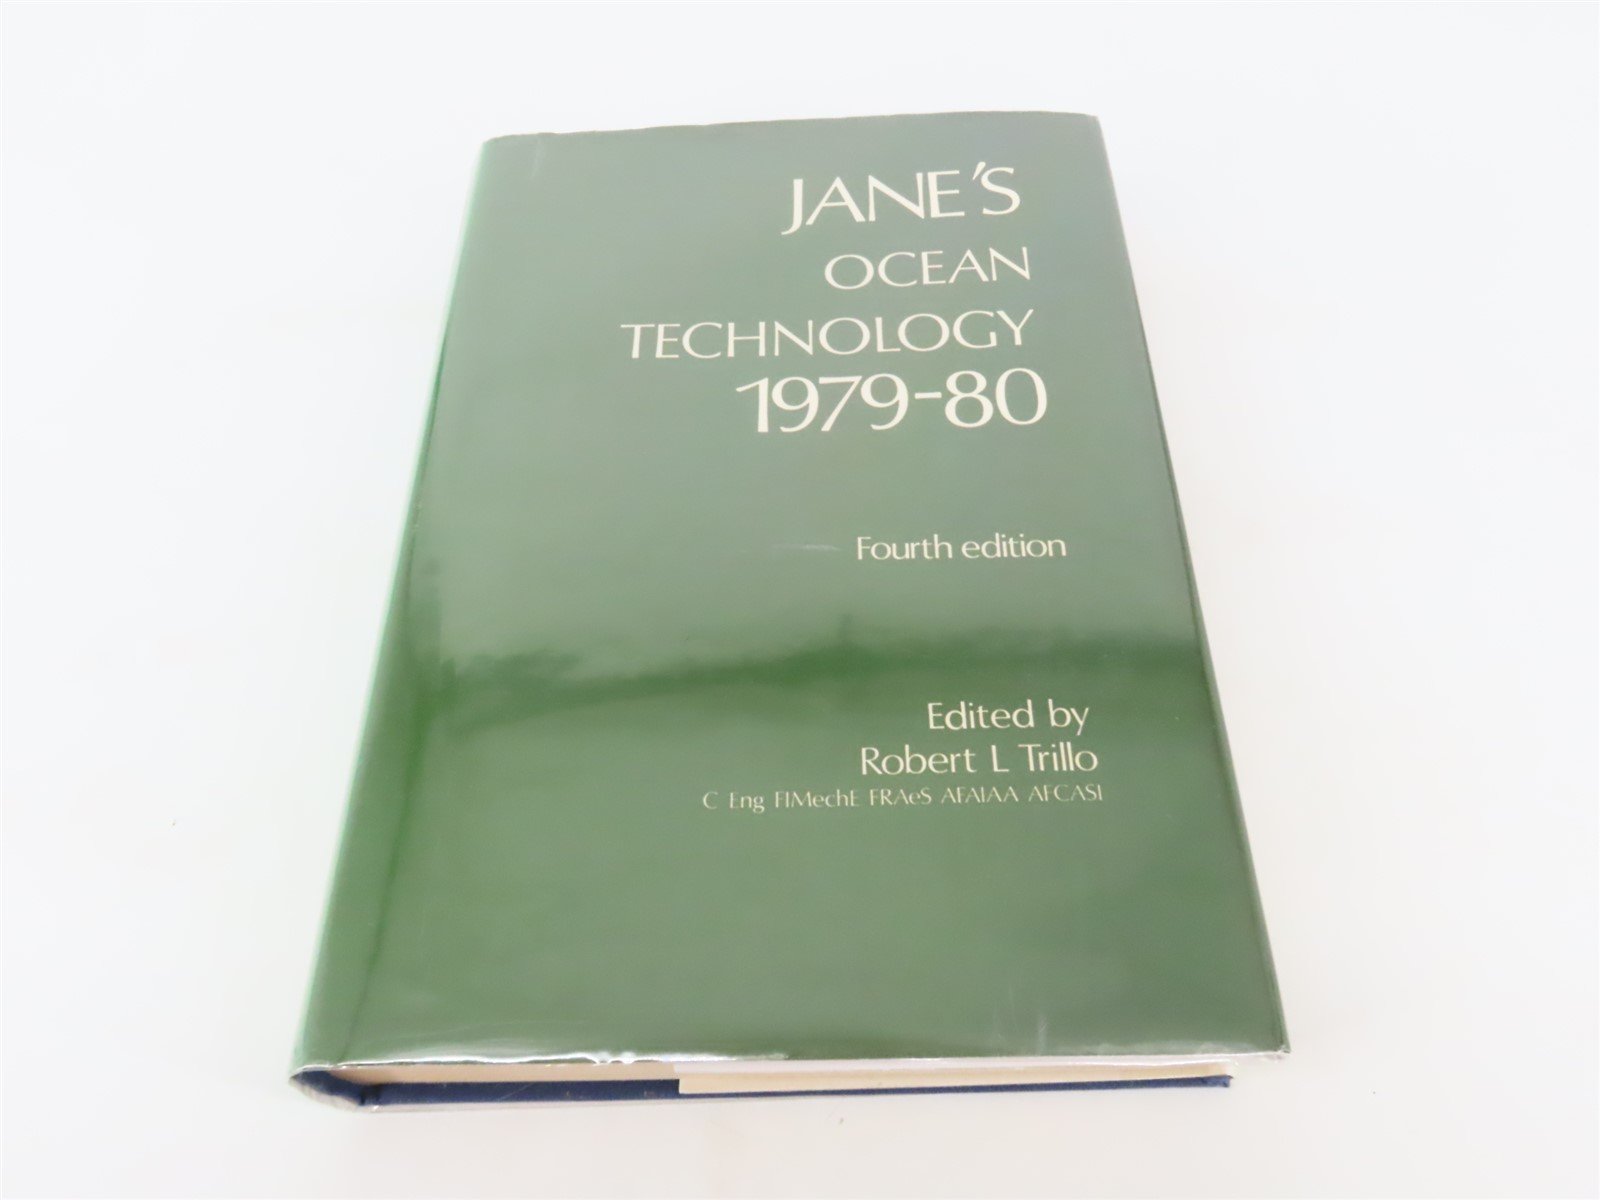 JANE'S
OCEAN
TECHNOLOGY
1979-80
Fourth edition
Edited by
Robert L Trillo
C Eng FIMechE FRAeS AFAIAA AFCASI